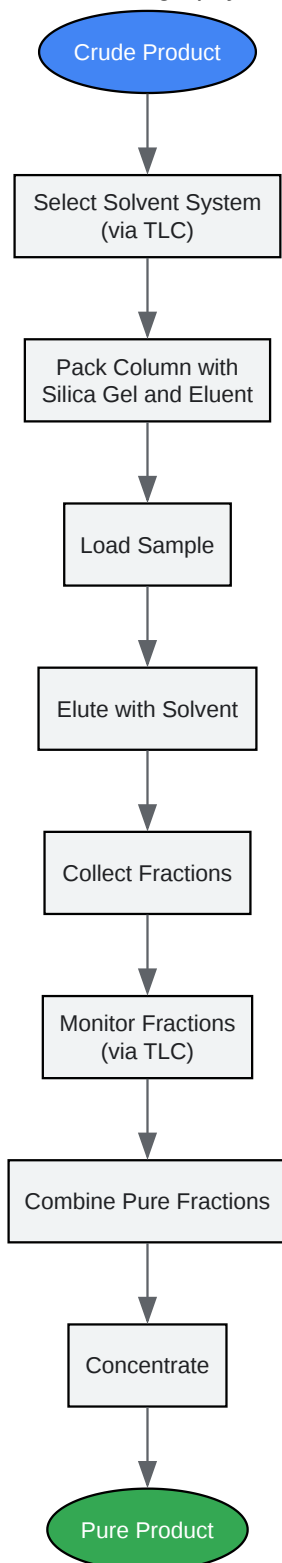 Crude Product
Select Solvent System
(via TLC)
Pack Column with
Silica Gel and Eluent
Load Sample
Elute with Solvent
Collect Fractions
Monitor Fractions
(via TLC)
Combine Pure Fractions
Concentrate
Pure Product